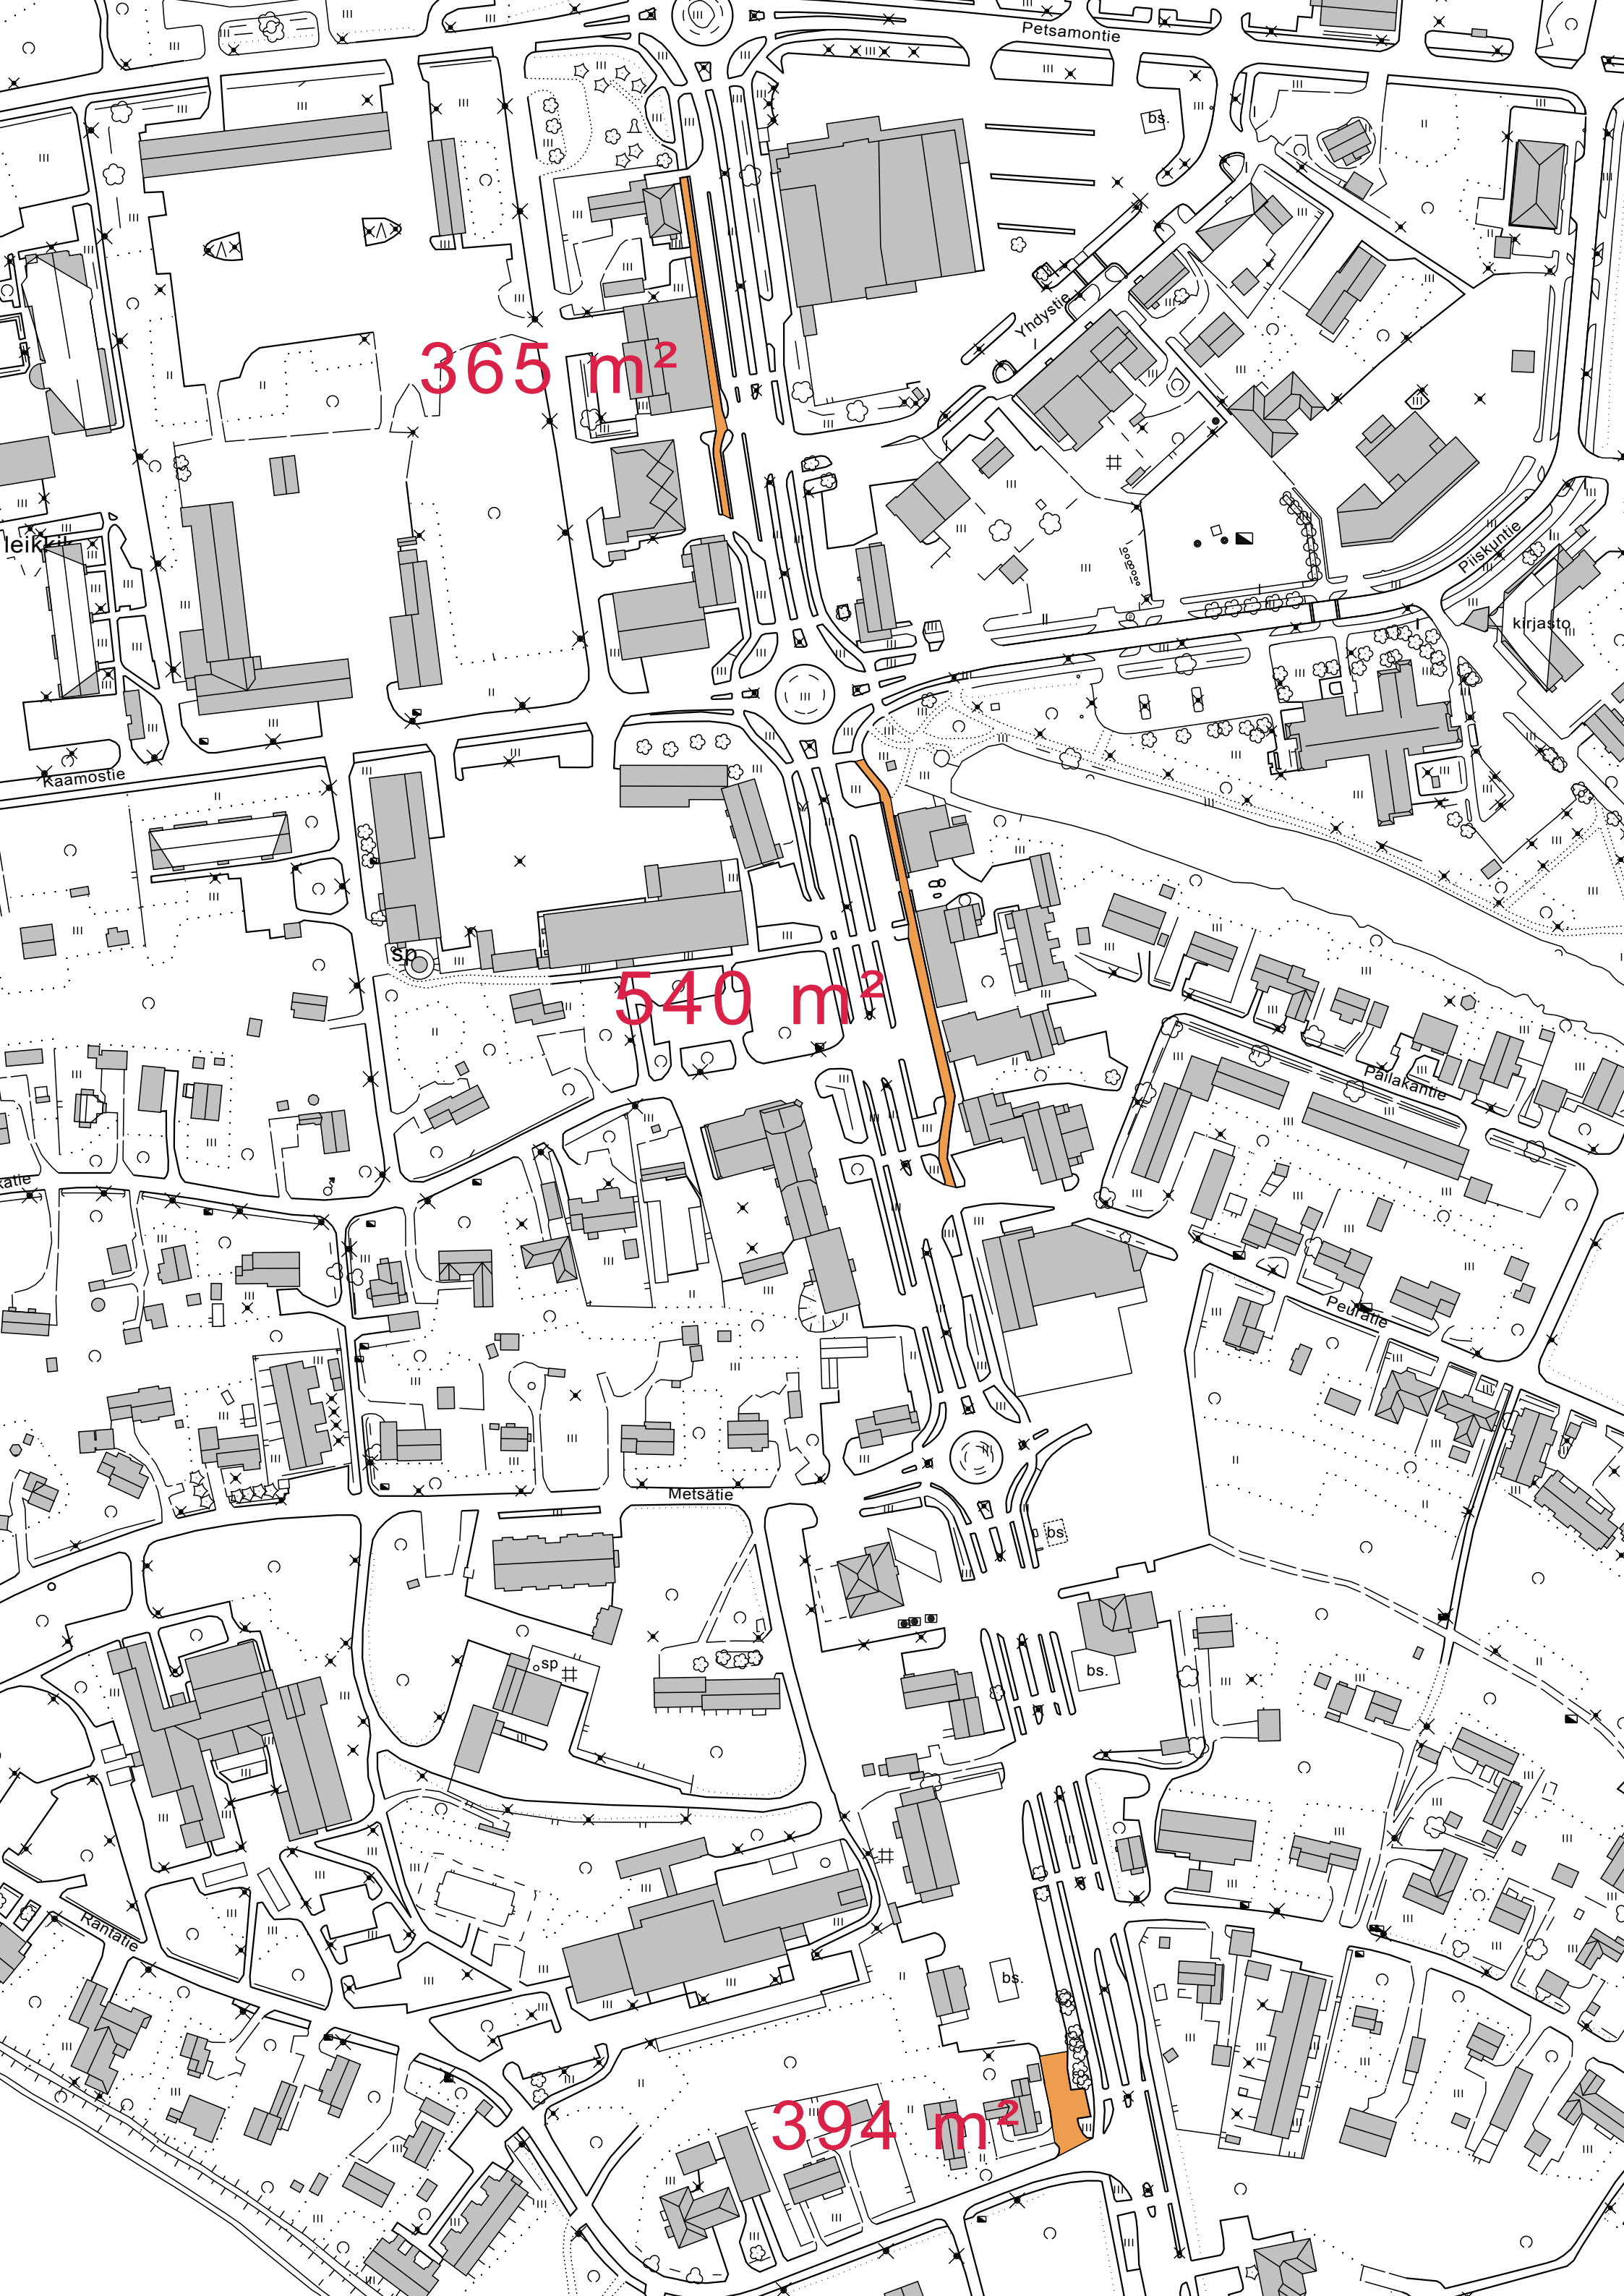 Petsamontie
bs.
Yhdystie
365 m²
Piiskuntie
leikkik
kirjasto
Kaamostie
sp
540 m²
Pallakantie
katie
Peuratie
Metsätie
bs
sp
bs.
Rantatie
bs.
394 m²